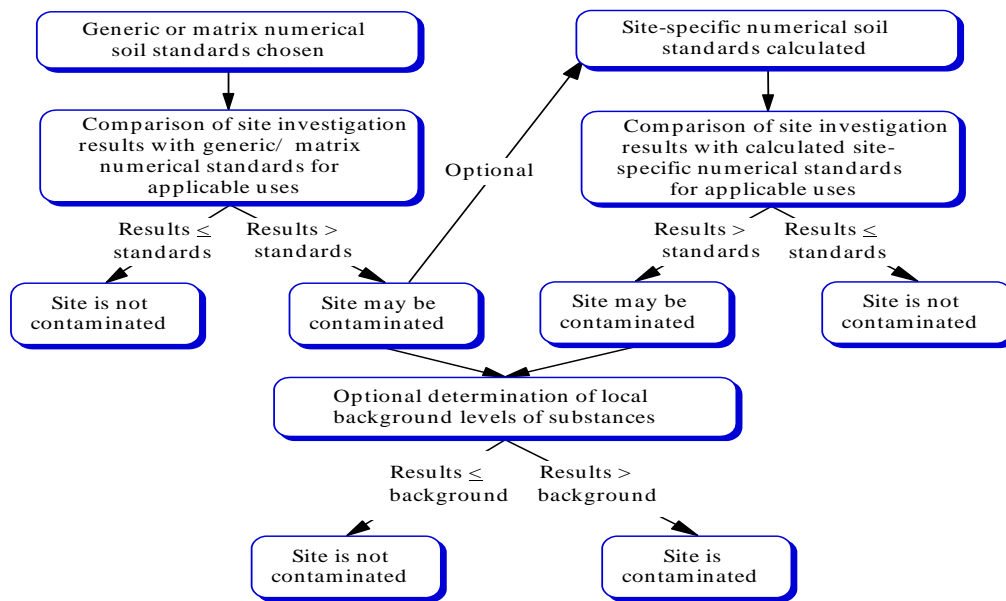 Generic or matrix numerical
soil standards chosen
Site-specific numerical soil
standards calculated
Comparison of site investigation
results with generic/ matrix
numerical standards for
applicable uses
Optional
Comparison of site investigation
results with calculated site-
specific numerical standards
for applicable uses
Results ≤
standards
Results >
standards
Results >
standards
Results ≤
standards
Site is not
contaminated
Site may be
contaminated
Site may be
contaminated
Site is not
contaminated
Optional determination of local
background levels of substances
Results ≤
background
Results >
background
Site is not
contaminated
Site is
contaminated